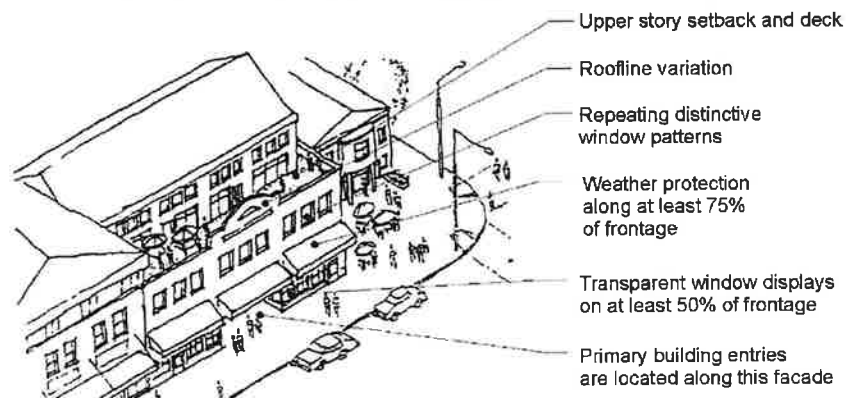 Upper story setback and deck
Roofline variation
Repeating distinctive
window patterns
Weather protection
along at least 75%
of frontage
Transparent window displays
on at least 50% of frontage
Primary building entries
are located along this facade